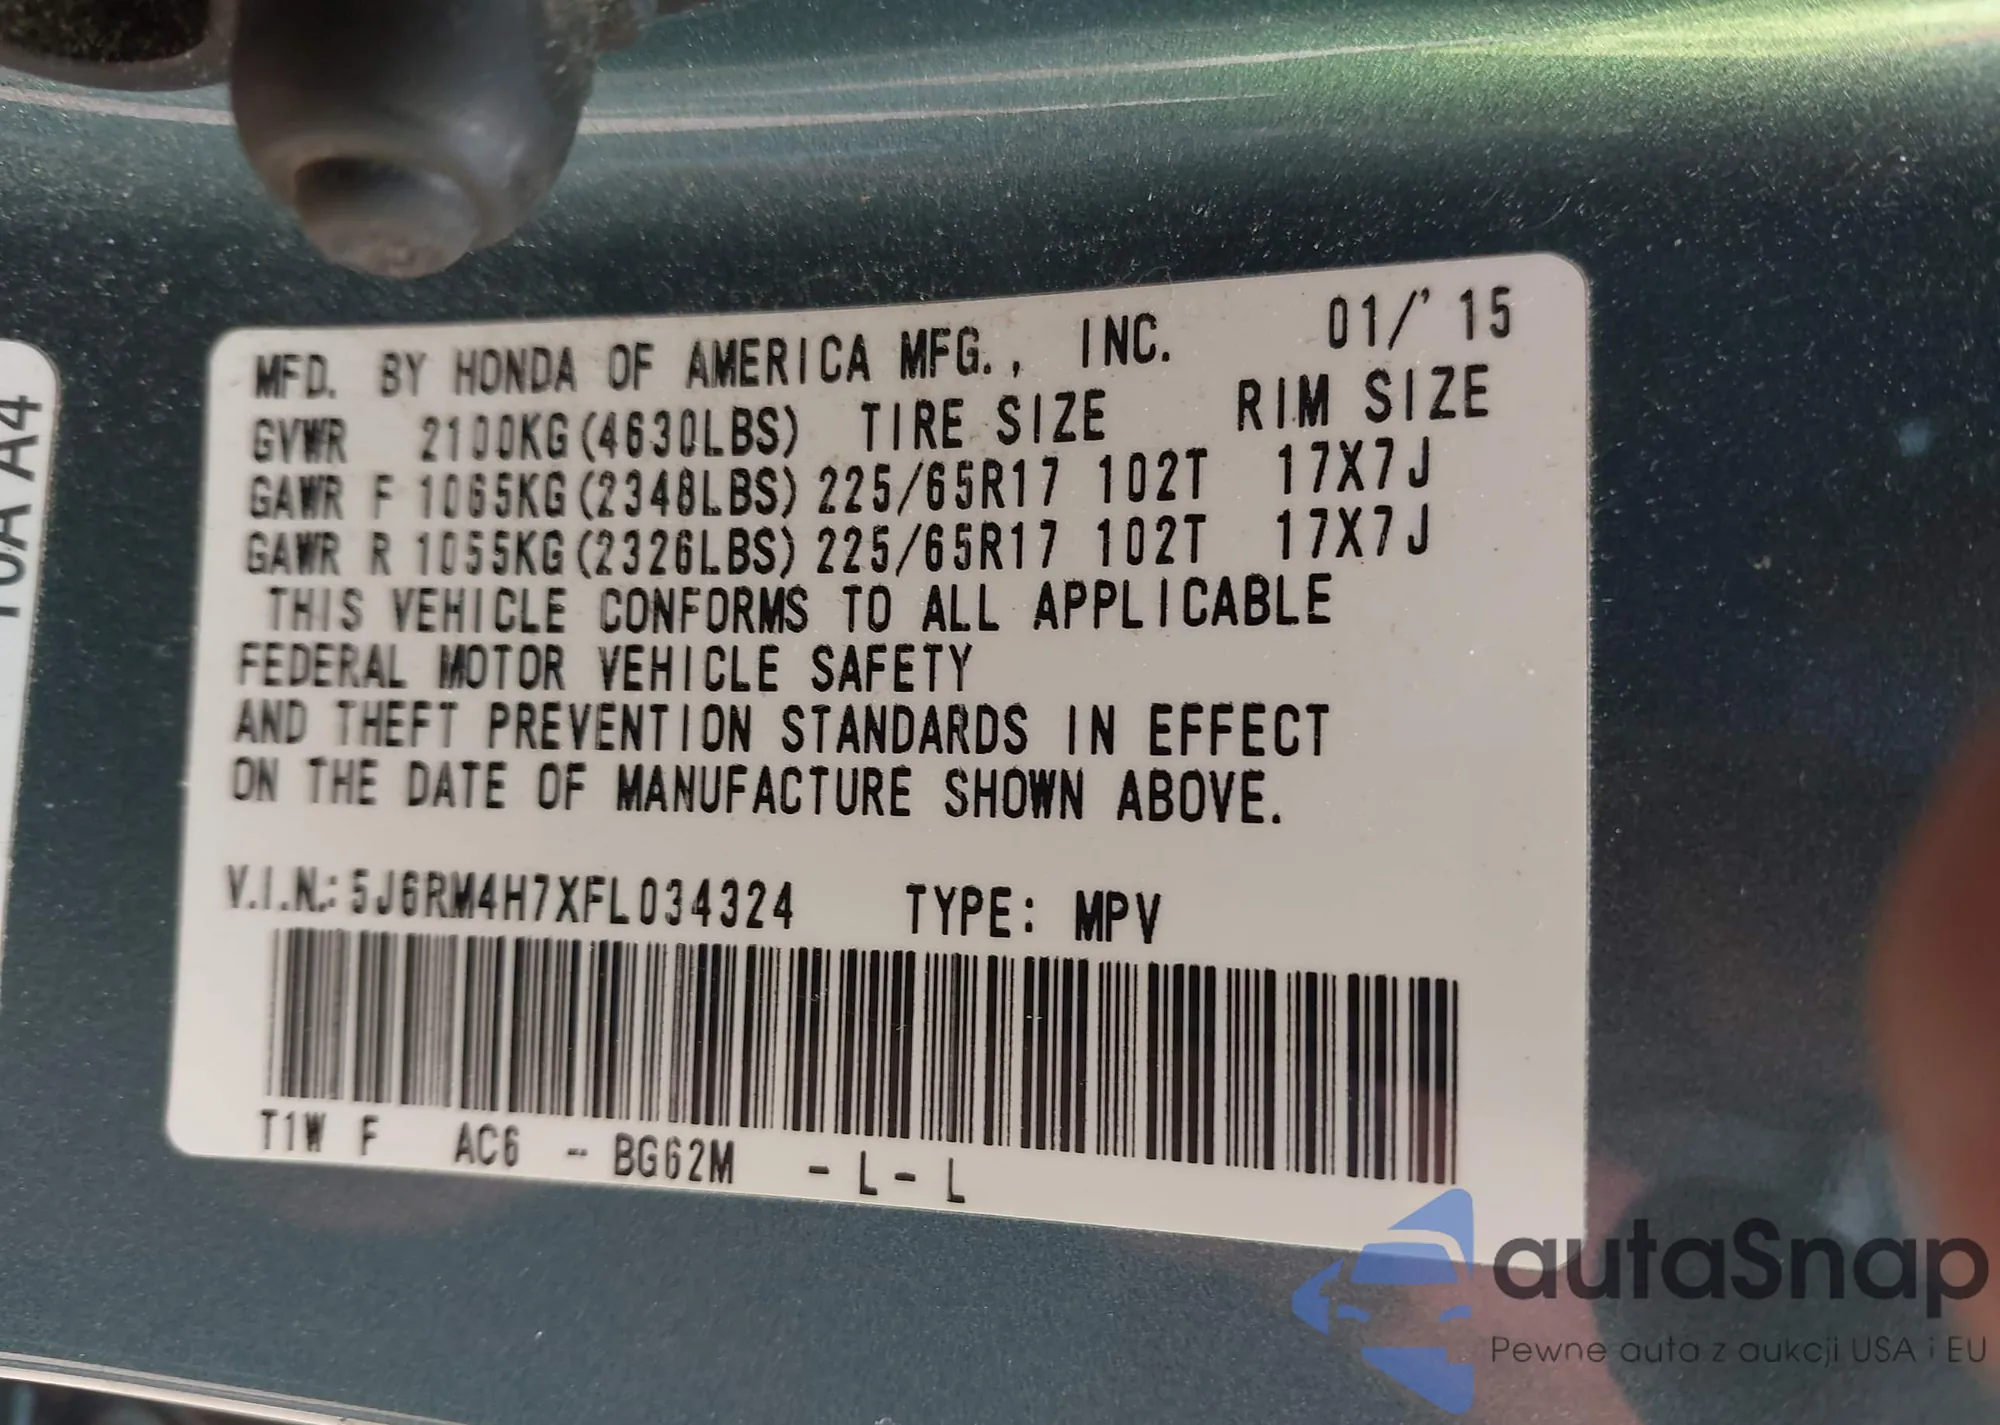 MFD. BY HONDA OF AMERICA MFG., INC. 01/'15
GVWR 2100KG(4630LBS) TIRE SIZE RIM SIZE
GAWR F 1065KG(2348LBS) 225/65R17 102T 17X7J
GAWR R 1055KG(2326LBS) 225/65R17 102T 17X7J
THIS VEHICLE CONFORMS TO ALL APPLICABLE
FEDERAL MOTOR VEHICLE SAFETY
AND THEFT PREVENTION STANDARDS IN EFFECT
ON THE DATE OF MANUFACTURE SHOWN ABOVE.
V.I.N.: 5J6RM4H7XFL034324 TYPE: MPV
T1W F AC6 - BG62M - L - L
10A A4
autaSnap
Pewne auta z aukcji USA i EU